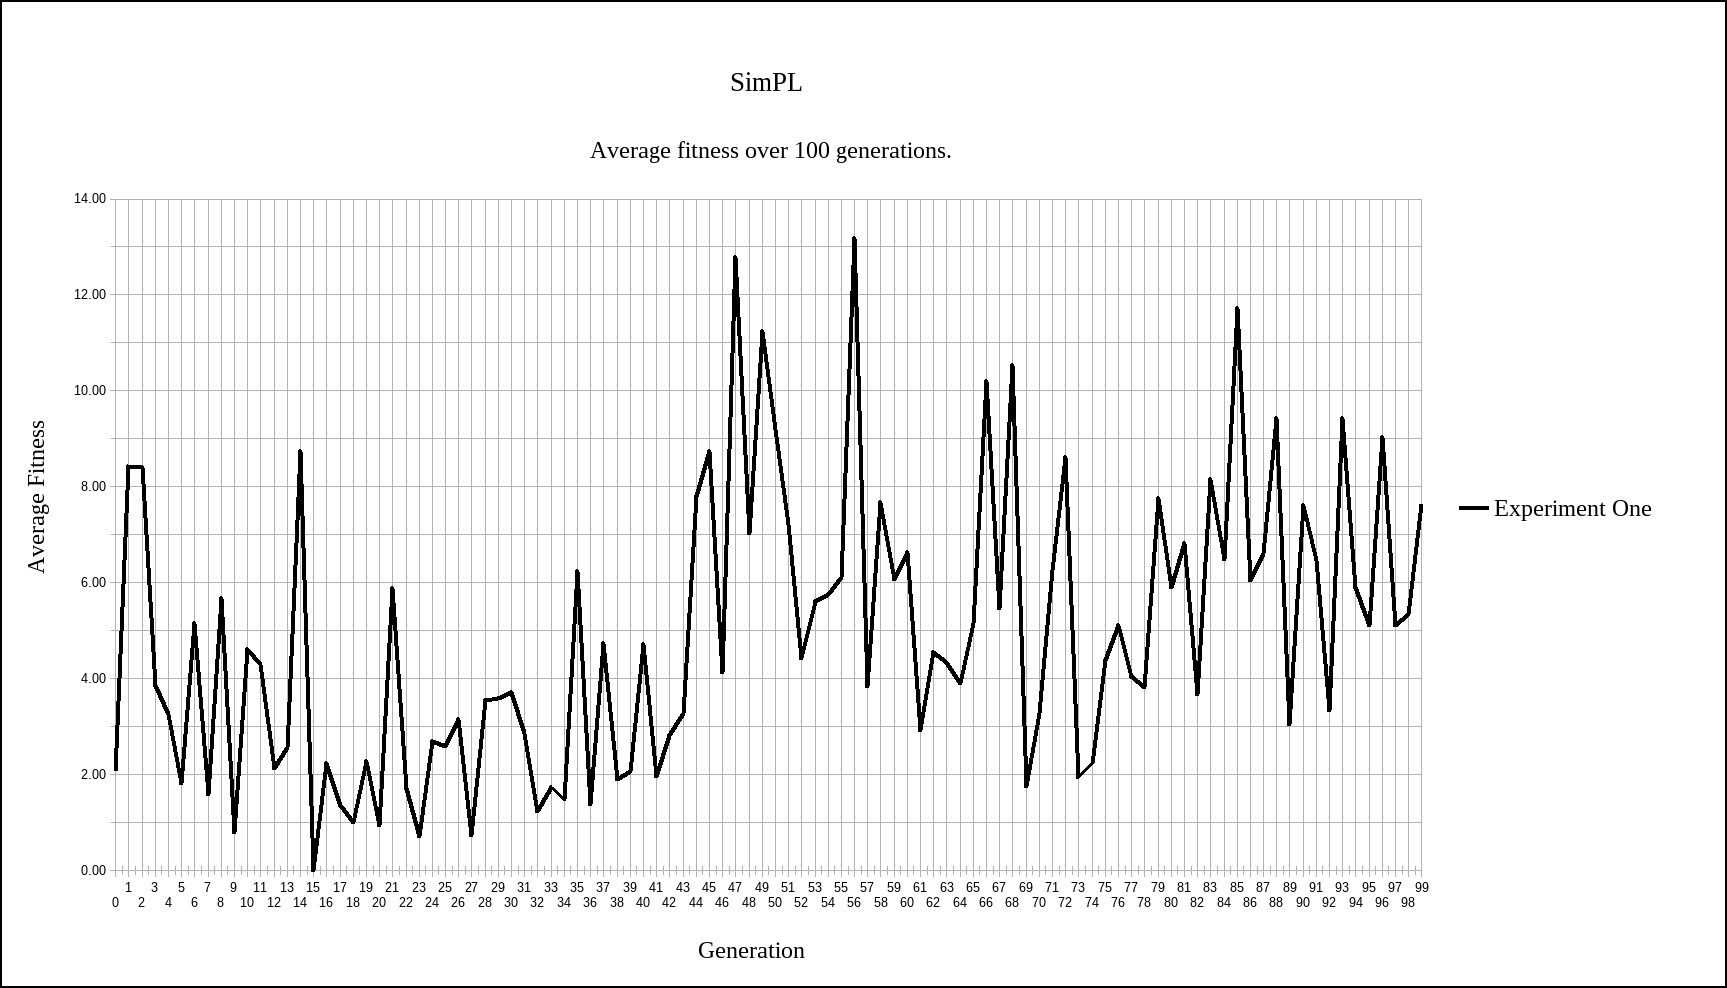 SimPL
Average fitness over 100 generations.
14.00
12.00
10.00
8.00
6.00
4.00
2.00
0.00
Average Fitness
1 3 5 7 9 11 13 15 17 19 21 23 25 27 29 31 33 35 37 39 41 43 45 47 49 51 53 55 57 59 61 63 65 67 69 71 73 75 77 79 81 83 85 87 89 91 93 95 97 99
0 2 4 6 8 10 12 14 16 18 20 22 24 26 28 30 32 34 36 38 40 42 44 46 48 50 52 54 56 58 60 62 64 66 68 70 72 74 76 78 80 82 84 86 88 90 92 94 96 98
Generation
Experiment One